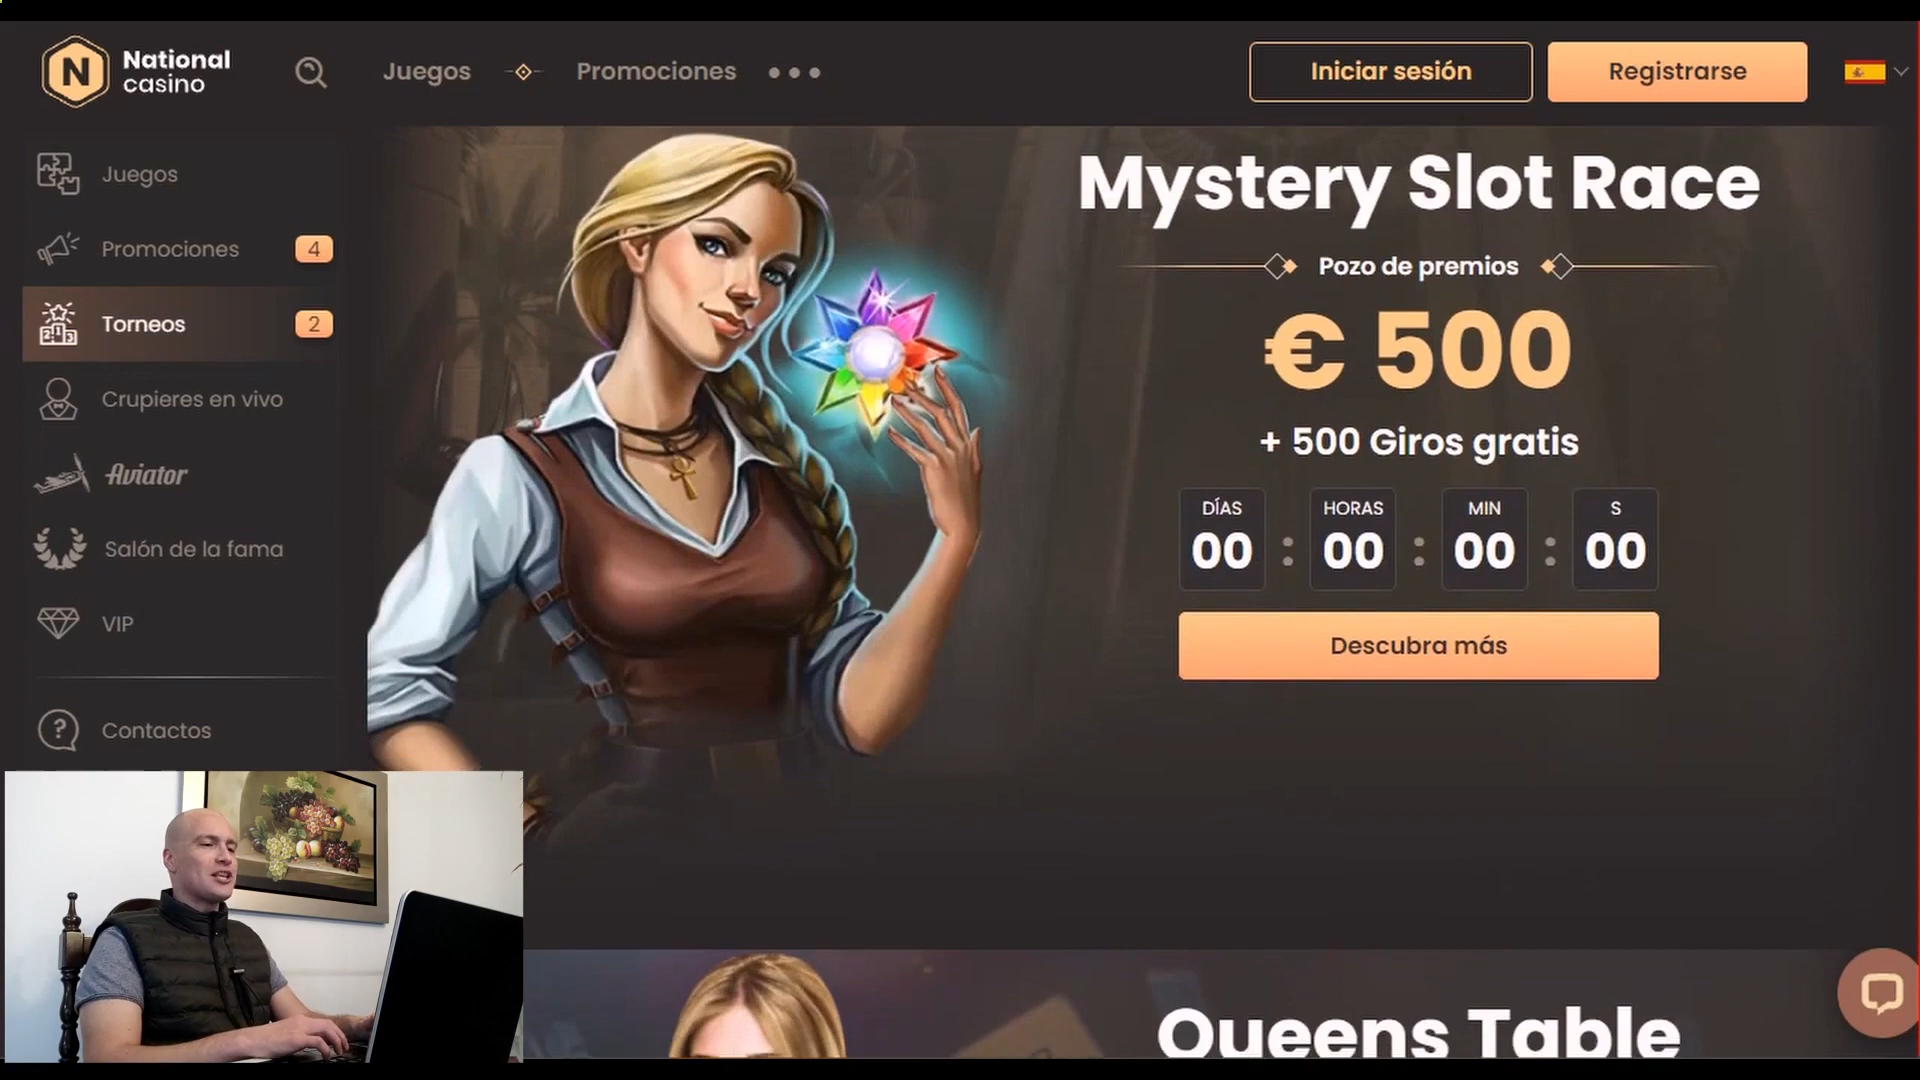 N
National
casino
Juegos
Promociones
Iniciar sesión
Registrarse
Juegos
Promociones
4
Torneos
2
Crupieres en vivo
Aviator
Salón de la fama
VIP
Contactos
Mystery Slot Race
Pozo de premios
€ 500
+ 500 Giros gratis
DÍAS HORAS MIN S
00 : 00 : 00 : 00
Descubra más
Queens Table